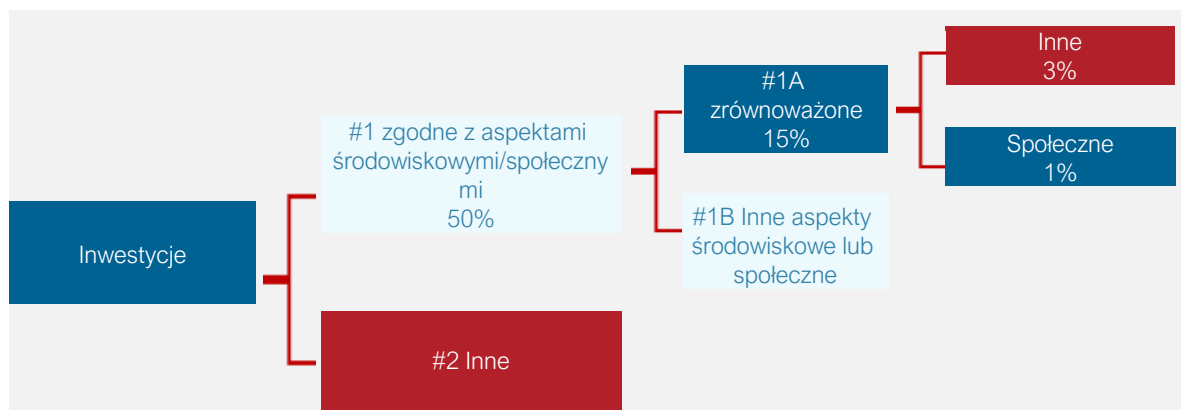 Inwestycje
#1 zgodne z aspektami
środowiskowymi/społeczny
mi
50%
#2 Inne
#1A
zrównoważone
15%
#1B Inne aspekty
środowiskowe lub
społeczne
Inne
3%
Społeczne
1%